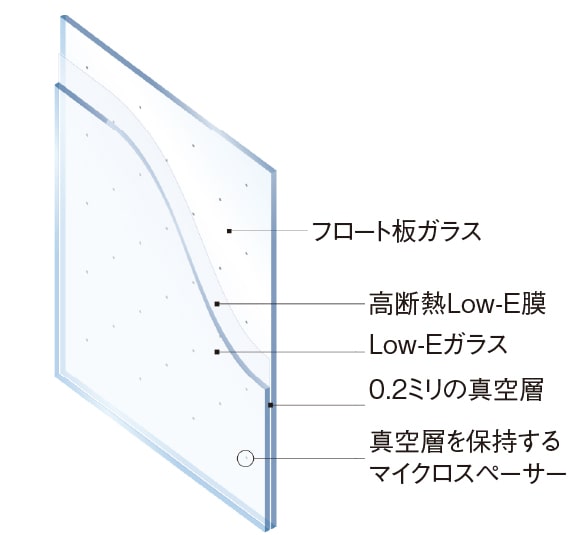 フロート板ガラス
高断熱Low-E膜
Low-Eガラス
0.2ミリの真空層
真空層を保持する
マイクロスペーサー